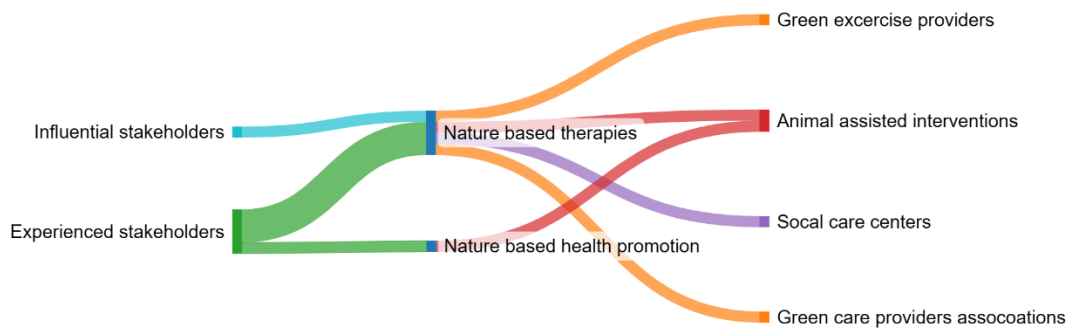 Green excercise providers
Influential stakeholders
Nature based therapies
Animal assisted interventions
Experienced stakeholders
Nature based health promotion
Socal care centers
Green care providers assocoations